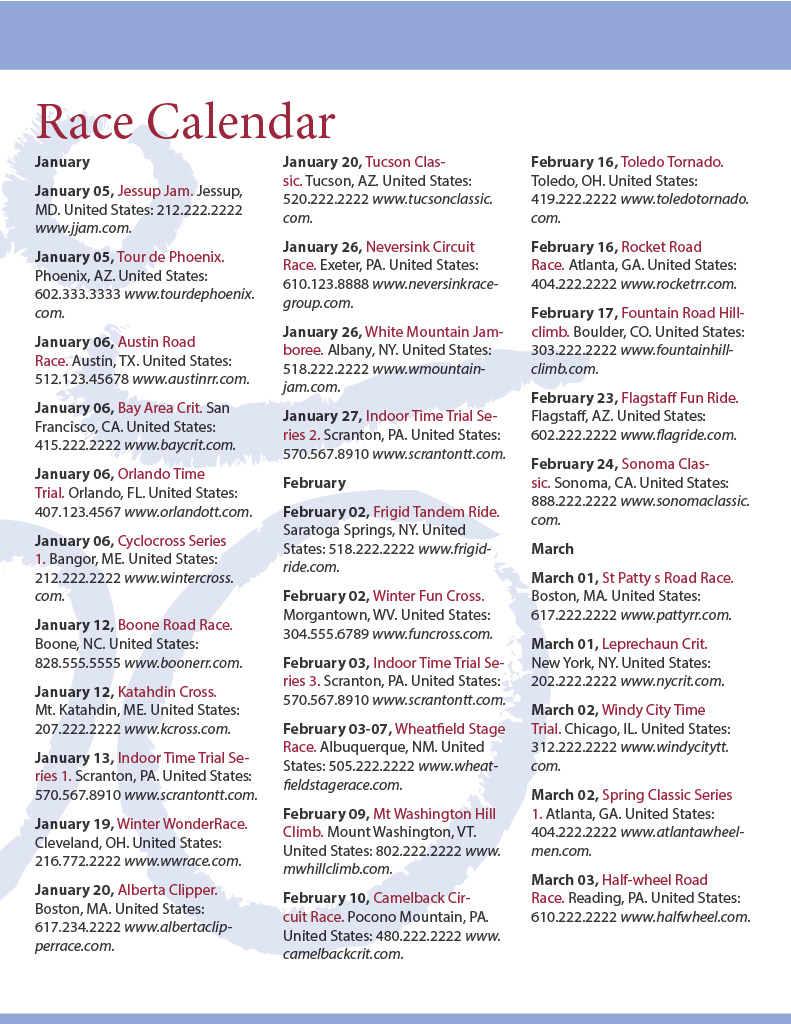 Race Calendar
January
January 05, Jessup Jam. Jessup,
MD. United States: 212.222.2222
www.jjam.com.
January 05, Tour de Phoenix.
Phoenix, AZ. United States:
602.333.3333 www.tourdephoenix.
com.
January 06, Austin Road
Race. Austin, TX. United States:
512.123.45678 www.austinrr.com.
January 06, Bay Area Crit. San
Francisco, CA. United States:
415.222.2222 www.baycrit.com.
January 06, Orlando Time
Trial. Orlando, FL. United States:
407.123.4567 www.orlandott.com.
January 06, Cyclocross Series
1. Bangor, ME. United States:
212.222.2222 www.wintercross.
com.
January 12, Boone Road Race.
Boone, NC. United States:
828.555.5555 www.boonerr.com.
January 12, Katahdin Cross.
Mt. Katahdin, ME. United States:
207.222.2222 www.kcross.com.
January 13, Indoor Time Trial Se-
ries 1. Scranton, PA. United States:
570.567.8910 www.scrantontt.com.
January 19, Winter WonderRace.
Cleveland, OH. United States:
216.772.2222 www.wwrace.com.
January 20, Alberta Clipper.
Boston, MA. United States:
617.234.2222 www.albertaclip-
perrace.com.
January 20, Tucson Clas-
sic. Tucson, AZ. United States:
520.222.2222 www.tucsonclassic.
com.
January 26, Neversink Circuit
Race. Exeter, PA. United States:
610.123.8888 www.neversinkrace-
group.com.
January 26, White Mountain Jam-
boree. Albany, NY. United States:
518.222.2222 www.wmountain-
jam.com.
January 27, Indoor Time Trial Se-
ries 2. Scranton, PA. United States:
570.567.8910 www.scrantontt.com.
February
February 02, Frigid Tandem Ride.
Saratoga Springs, NY. United
States: 518.222.2222 www.frigid-
ride.com.
February 02, Winter Fun Cross.
Morgantown, WV. United States:
304.555.6789 www.funcross.com.
February 03, Indoor Time Trial Se-
ries 3. Scranton, PA. United States:
570.567.8910 www.scrantontt.com.
February 03-07, Wheatfield Stage
Race. Albuquerque, NM. United
States: 505.222.2222 www.wheat-
fieldstagerace.com.
February 09, Mt Washington Hill
Climb. Mount Washington, VT.
United States: 802.222.2222 www.
mwhillclimb.com.
February 10, Camelback Cir-
cuit Race. Pocono Mountain, PA.
United States: 480.222.2222 www.
camelbackcrit.com.
February 16, Toledo Tornado.
Toledo, OH. United States:
419.222.2222 www.toledotornado.
com.
February 16, Rocket Road
Race. Atlanta, GA. United States:
404.222.2222 www.rocketrr.com.
February 17, Fountain Road Hill-
climb. Boulder, CO. United States:
303.222.2222 www.fountainhill-
climb.com.
February 23, Flagstaff Fun Ride.
Flagstaff, AZ. United States:
602.222.2222 www.flagride.com.
February 24, Sonoma Clas-
sic. Sonoma, CA. United States:
888.222.2222 www.sonomaclassic.
com.
March
March 01, St Patty s Road Race.
Boston, MA. United States:
617.222.2222 www.pattyrr.com.
March 01, Leprechaun Crit.
New York, NY. United States:
202.222.2222 www.nycrit.com.
March 02, Windy City Time
Trial. Chicago, IL. United States:
312.222.2222 www.windycitytt.
com.
March 02, Spring Classic Series
1. Atlanta, GA. United States:
404.222.2222 www.atlantawheel-
men.com.
March 03, Half-wheel Road
Race. Reading, PA. United States:
610.222.2222 www.halfwheel.com.